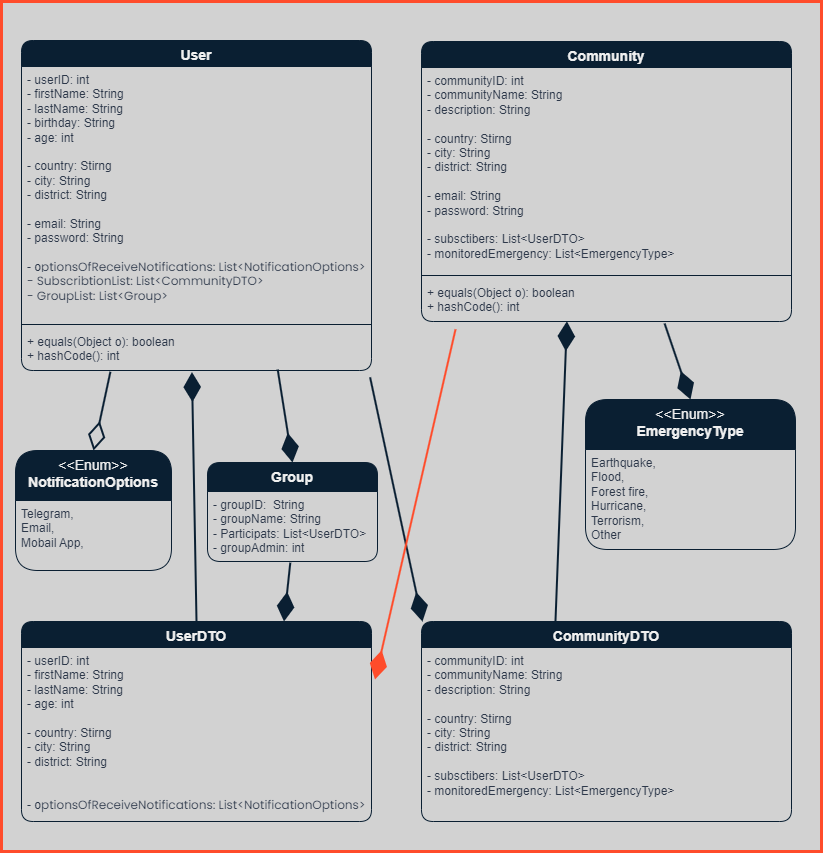 User
- userID: int
- firstName: String
- lastName: String
- birthday: String
- age: int
- country: Stirng
- city: String
- district: String
- email: String
- password: String
- optionsOfReceiveNotifications: List<NotificationOptions>
- SubscribtionList: List<CommunityDTO>
- GroupList: List<Group>
+ equals(Object o): boolean
+ hashCode(): int
Community
- communityID: int
- communityName: String
- description: String
- country: Stirng
- city: String
- district: String
- email: String
- password: String
- subsctibers: List<UserDTO>
- monitoredEmergency: List<EmergencyType>
+ equals(Object o): boolean
+ hashCode(): int
<<Enum>>
NotificationOptions
Telegram,
Email,
Mobail App,
Group
- groupID:  String
- groupName: String
- Participats: List<UserDTO>
- groupAdmin: int
<<Enum>>
EmergencyType
Earthquake,
Flood,
Forest fire,
Hurricane,
Terrorism,
Other
UserDTO
- userID: int
- firstName: String
- lastName: String
- age: int
- country: Stirng
- city: String
- district: String
- optionsOfReceiveNotifications: List<NotificationOptions>
CommunityDTO
- communityID: int
- communityName: String
- description: String
- country: Stirng
- city: String
- district: String
- subsctibers: List<UserDTO>
- monitoredEmergency: List<EmergencyType>